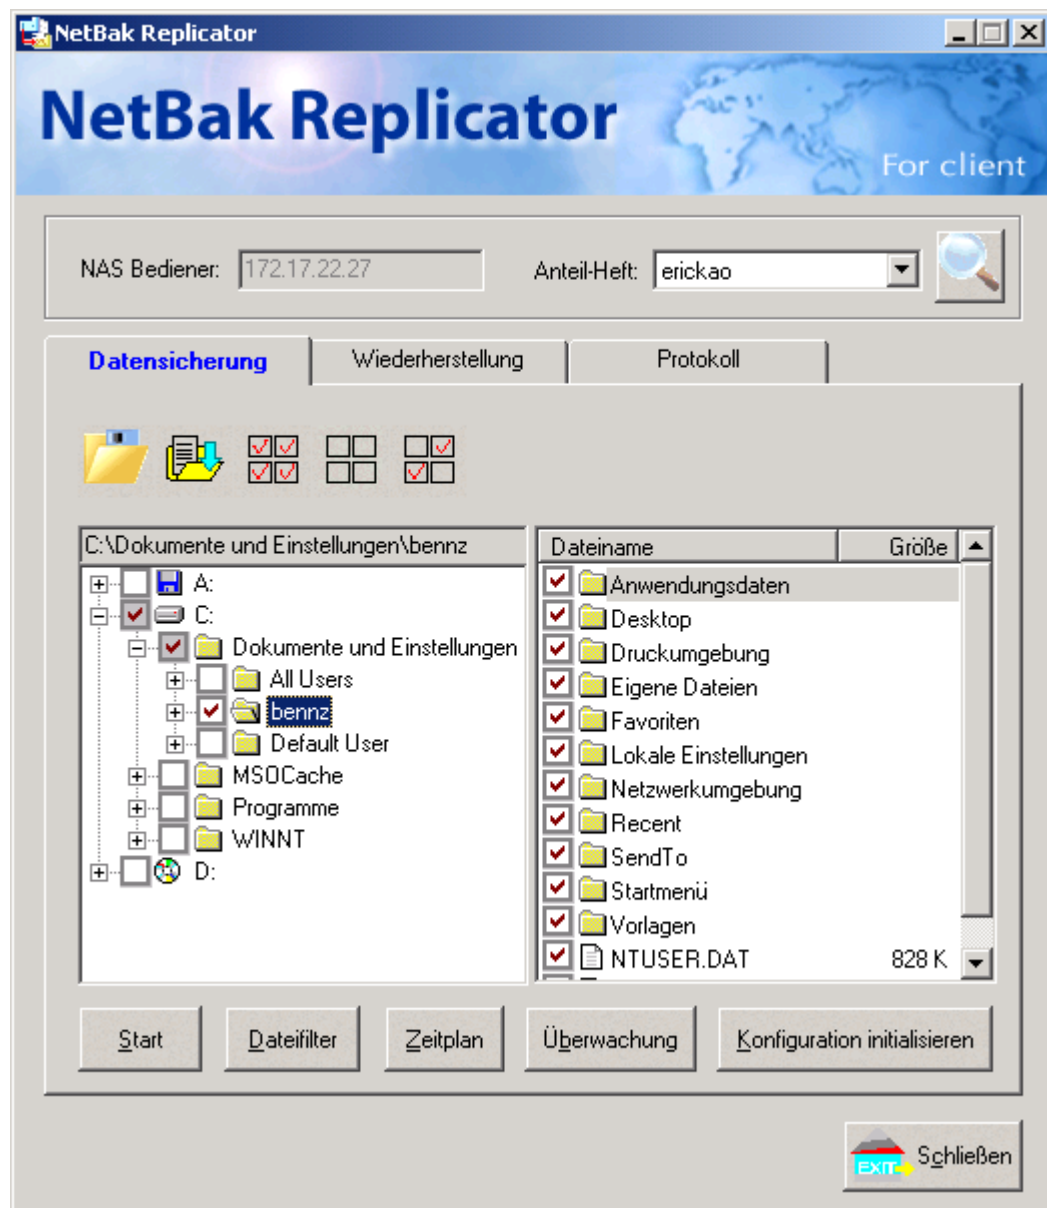 NetBak Replicator
NetBak Replicator
For client
NAS Bediener: 172.17.22.27 Anteil-Heft: erickao
Datensicherung Wiederherstellung Protokoll
C:\Dokumente und Einstellungen\bennz
A:
C:
Dokumente und Einstellungen
All Users
bennz
Default User
MSOCache
Programme
WINNT
D:
Dateiname Größe
Anwendungsdaten
Desktop
Druckumgebung
Eigene Dateien
Favoriten
Lokale Einstellungen
Netzwerkumgebung
Recent
SendTo
Startmenü
Vorlagen
NTUSER.DAT 828 K
Start Dateifilter Zeitplan Überwachung Konfiguration initialisieren
EXIT Schließen